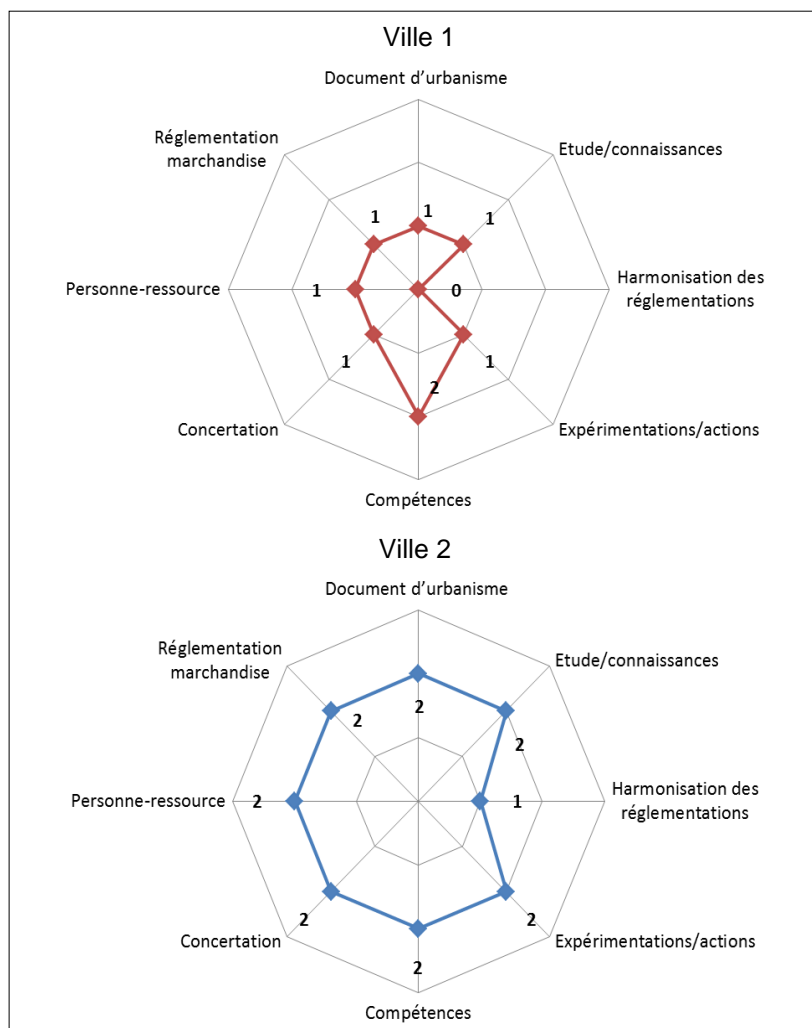 Ville 1
Document d'urbanisme
Réglementation
marchandise
Etude/connaissances
1
1
1
Personne-ressource
1
0
Harmonisation des
réglementations
1
1
2
Concertation
Expérimentations/actions
Compétences
Ville 2
Document d'urbanisme
Réglementation
marchandise
Etude/connaissances
2
2
2
Personne-ressource
2
1
Harmonisation des
réglementations
2
2
Concertation
Expérimentations/actions
2
Compétences